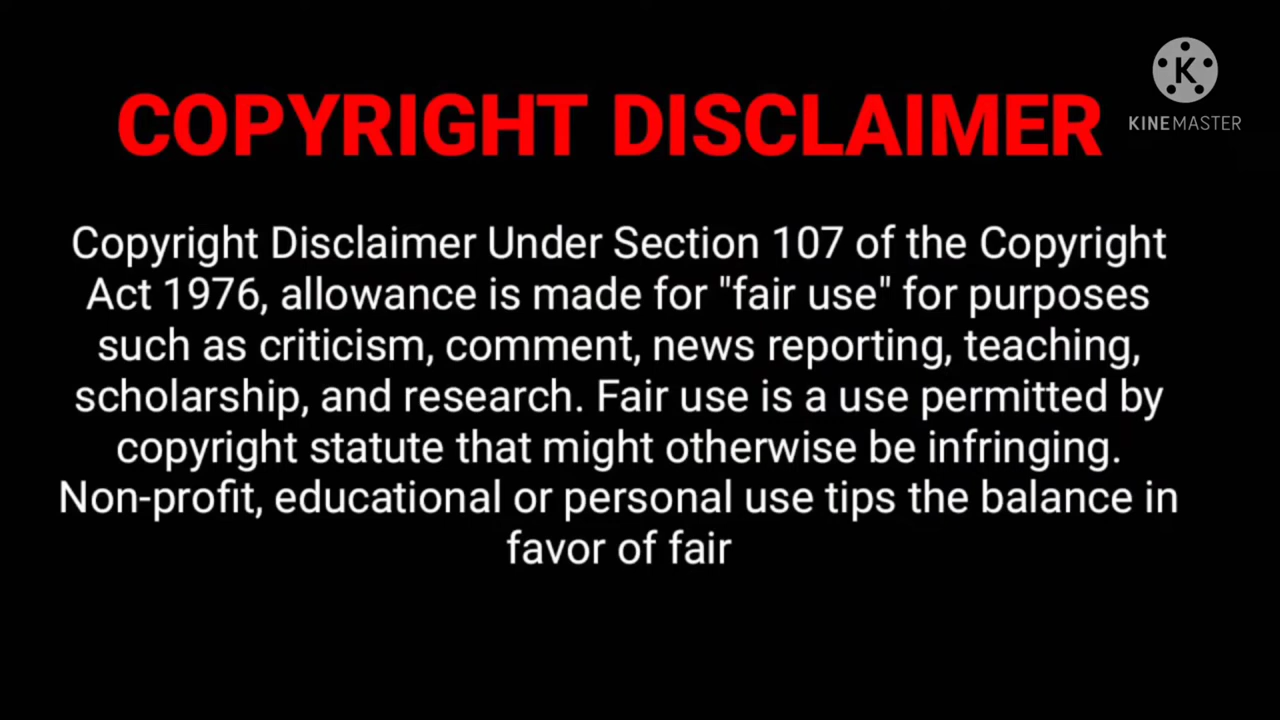 COPYRIGHT DISCLAIMER
K
KINEMASTER
Copyright Disclaimer Under Section 107 of the Copyright
Act 1976, allowance is made for "fair use" for purposes
such as criticism, comment, news reporting, teaching,
scholarship, and research. Fair use is a use permitted by
copyright statute that might otherwise be infringing.
Non-profit, educational or personal use tips the balance in
favor of fair